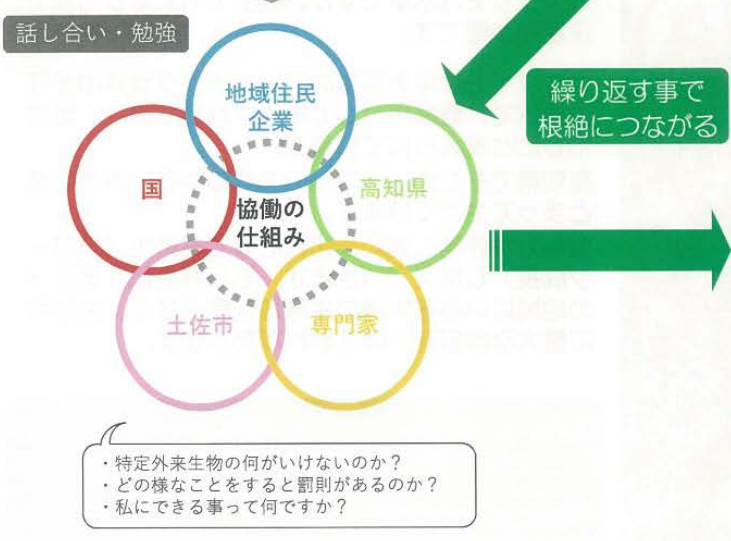 話し合い・勉強
地域住民
企業
繰り返す事で
根絶につながる
国
高知県
協働の
仕組み
土佐市
専門家
・特定外来生物の何がいけないのか？
・どの様なことをすると罰則があるのか？
・私にできる事って何ですか？